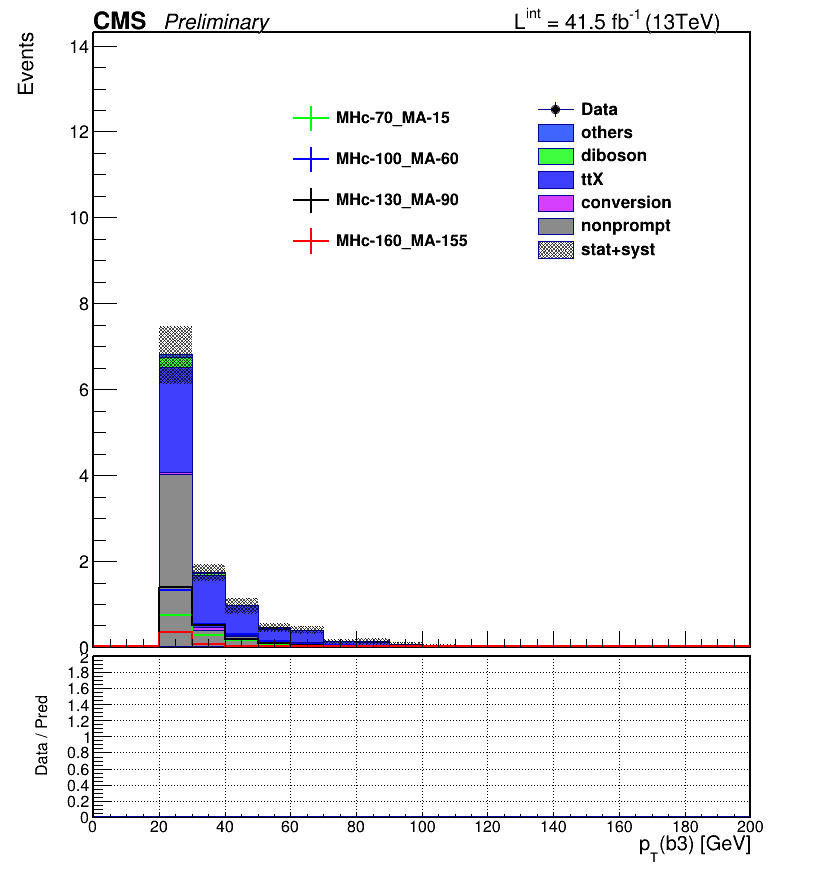 CMS Preliminary L^int = 41.5 fb^-1 (13TeV)
Events
14
12
10
8
6
4
2
0
MHc-70_MA-15
MHc-100_MA-60
MHc-130_MA-90
MHc-160_MA-155
Data
others
diboson
ttX
conversion
nonprompt
stat+syst
Data / Pred
2
1.8
1.6
1.4
1.2
1
0.8
0.6
0.4
0.2
0
0 20 40 60 80 100 120 140 160 180 200
p_T(b3) [GeV]